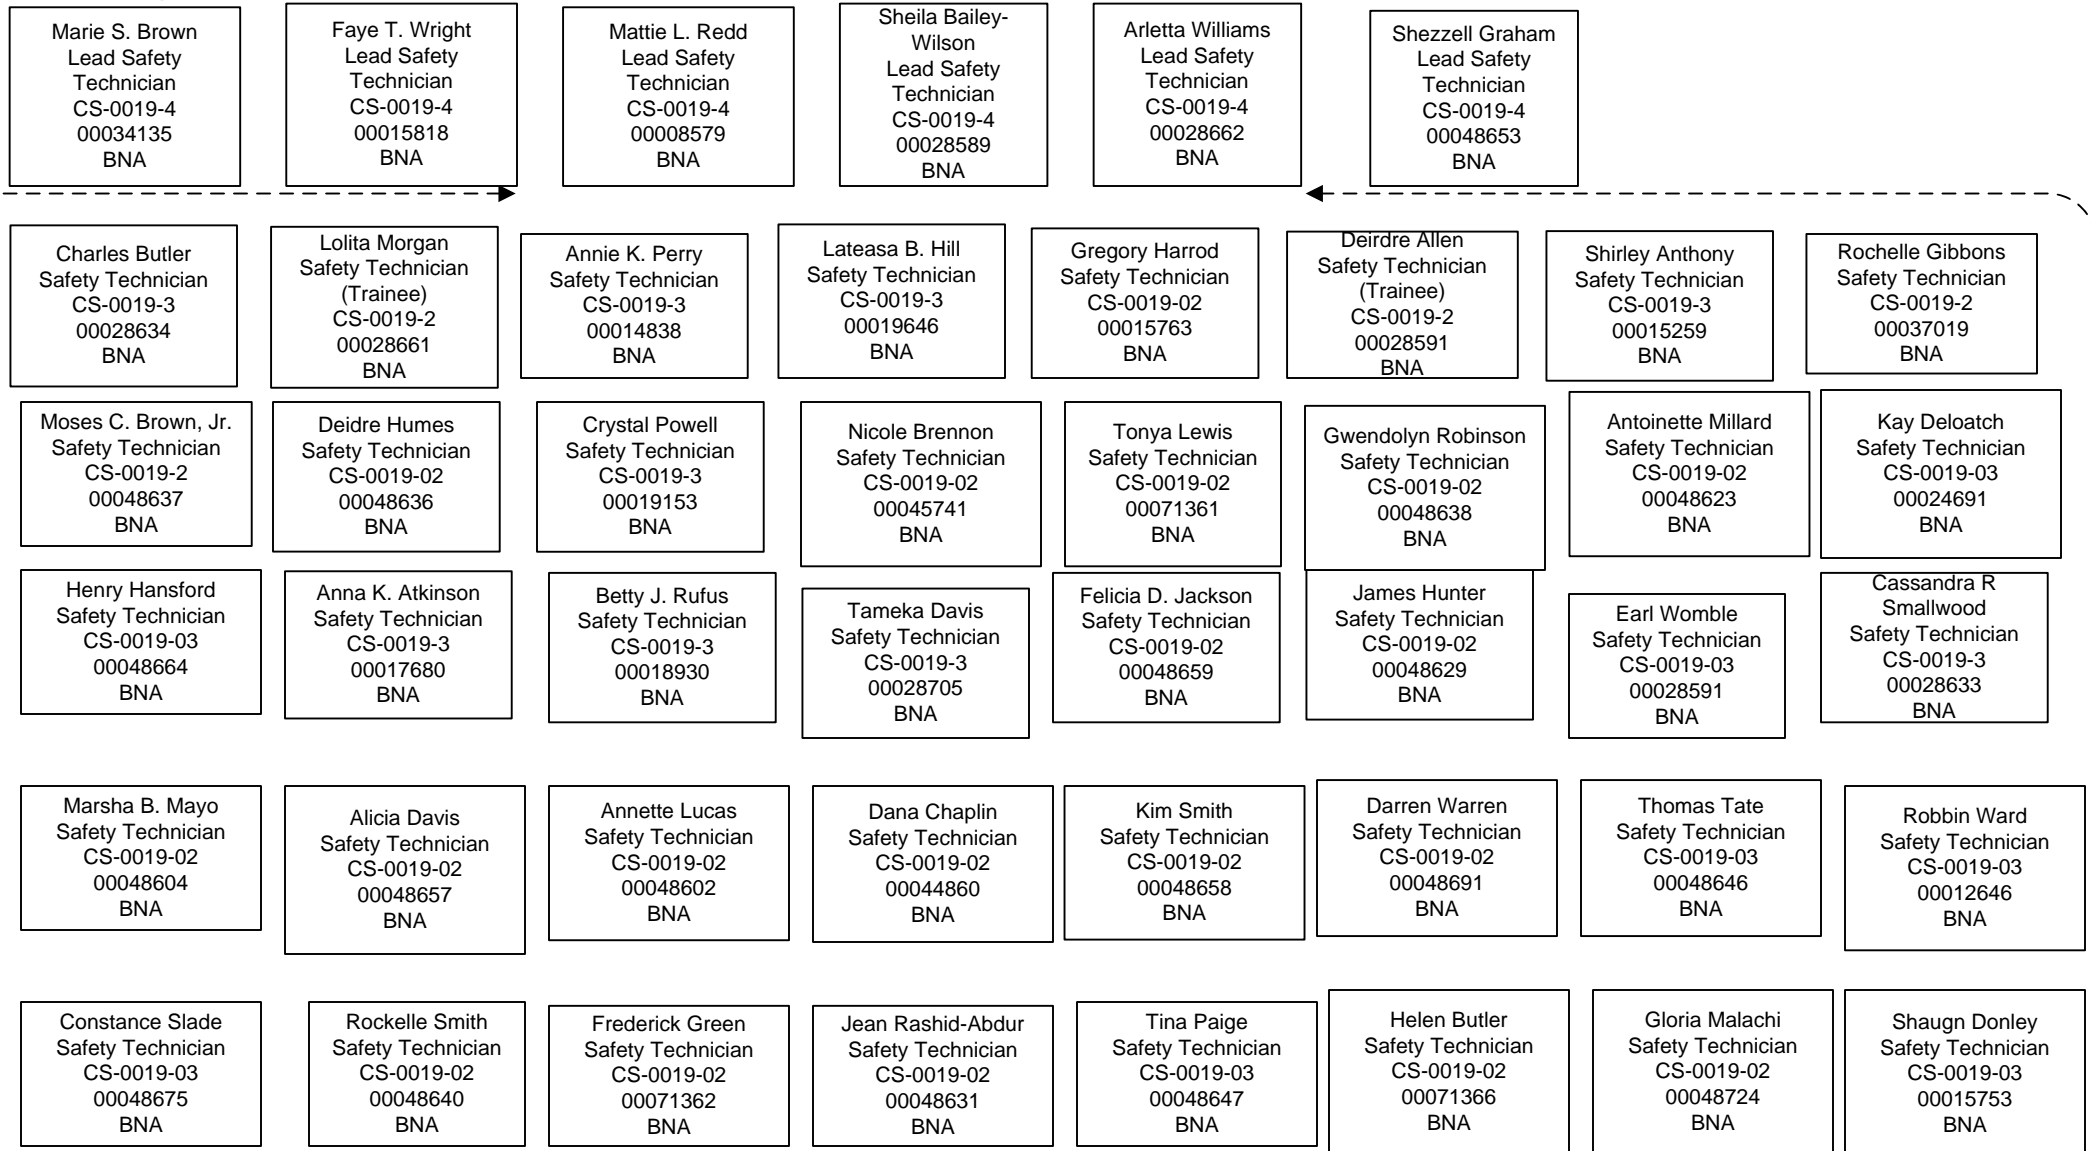 Marie S. Brown
Lead Safety
Technician
CS-0019-4
00034135
BNA
Faye T. Wright
Lead Safety
Technician
CS-0019-4
00015818
BNA
Mattie L. Redd
Lead Safety
Technician
CS-0019-4
00008579
BNA
Sheila Bailey-
Wilson
Lead Safety
Technician
CS-0019-4
00028589
BNA
Arletta Williams
Lead Safety
Technician
CS-0019-4
00028662
BNA
Shezzell Graham
Lead Safety
Technician
CS-0019-4
00048653
BNA
Charles Butler
Safety Technician
CS-0019-3
00028634
BNA
Lolita Morgan
Safety Technician
(Trainee)
CS-0019-2
00028661
BNA
Annie K. Perry
Safety Technician
CS-0019-3
00014838
BNA
Lateasa B. Hill
Safety Technician
CS-0019-3
00019646
BNA
Gregory Harrod
Safety Technician
CS-0019-02
00015763
BNA
Deirdre Allen
Safety Technician
(Trainee)
CS-0019-2
00028591
BNA
Shirley Anthony
Safety Technician
CS-0019-3
00015259
BNA
Rochelle Gibbons
Safety Technician
CS-0019-2
00037019
BNA
Moses C. Brown, Jr.
Safety Technician
CS-0019-2
00048637
BNA
Deidre Humes
Safety Technician
CS-0019-02
00048636
BNA
Crystal Powell
Safety Technician
CS-0019-3
00019153
BNA
Nicole Brennon
Safety Technician
CS-0019-02
00045741
BNA
Tonya Lewis
Safety Technician
CS-0019-02
00071361
BNA
Gwendolyn Robinson
Safety Technician
CS-0019-02
00048638
BNA
Antoinette Millard
Safety Technician
CS-0019-02
00048623
BNA
Kay Deloatch
Safety Technician
CS-0019-03
00024691
BNA
Henry Hansford
Safety Technician
CS-0019-03
00048664
BNA
Anna K. Atkinson
Safety Technician
CS-0019-3
00017680
BNA
Betty J. Rufus
Safety Technician
CS-0019-3
00018930
BNA
Tameka Davis
Safety Technician
CS-0019-3
00028705
BNA
Felicia D. Jackson
Safety Technician
CS-0019-02
00048659
BNA
James Hunter
Safety Technician
CS-0019-02
00048629
BNA
Earl Womble
Safety Technician
CS-0019-03
00028591
BNA
Cassandra R
Smallwood
Safety Technician
CS-0019-3
00028633
BNA
Marsha B. Mayo
Safety Technician
CS-0019-02
00048604
BNA
Alicia Davis
Safety Technician
CS-0019-02
00048657
BNA
Annette Lucas
Safety Technician
CS-0019-02
00048602
BNA
Dana Chaplin
Safety Technician
CS-0019-02
00044860
BNA
Kim Smith
Safety Technician
CS-0019-02
00048658
BNA
Darren Warren
Safety Technician
CS-0019-02
00048691
BNA
Thomas Tate
Safety Technician
CS-0019-03
00048646
BNA
Robbin Ward
Safety Technician
CS-0019-03
00012646
BNA
Constance Slade
Safety Technician
CS-0019-03
00048675
BNA
Rockelle Smith
Safety Technician
CS-0019-02
00048640
BNA
Frederick Green
Safety Technician
CS-0019-02
00071362
BNA
Jean Rashid-Abdur
Safety Technician
CS-0019-02
00048631
BNA
Tina Paige
Safety Technician
CS-0019-03
00048647
BNA
Helen Butler
Safety Technician
CS-0019-02
00071366
BNA
Gloria Malachi
Safety Technician
CS-0019-02
00048724
BNA
Shaugn Donley
Safety Technician
CS-0019-03
00015753
BNA